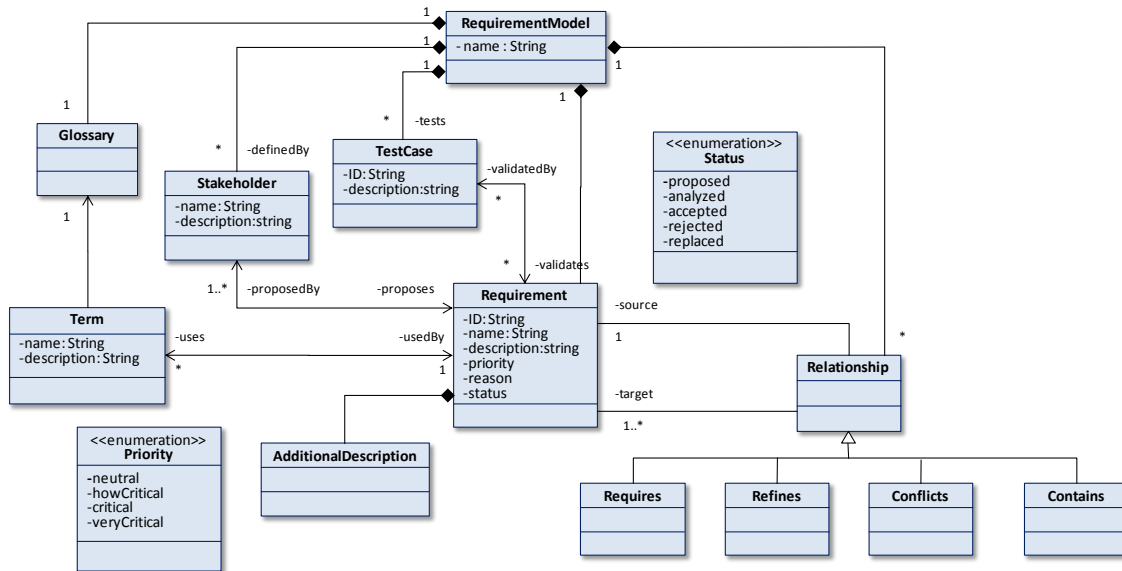 RequirementModel
- name : String
1
1
1
1
1
1
Glossary
*
-definedBy
*
-tests
Stakeholder
-name: String
-description:string
TestCase
-ID: String
-description:string
-validatedBy
*
<<enumeration>>
Status
-proposed
-analyzed
-accepted
-rejected
-replaced
1
*
-validates
1..*
-proposedBy
-proposes
Term
-name: String
-description: String
-uses
*
-usedBy
1
Requirement
-ID: String
-name: String
-description:string
-priority
-reason
-status
-source
1
*
Relationship
-target
1..*
<<enumeration>>
Priority
-neutral
-howCritical
-critical
-veryCritical
AdditionalDescription
Requires
Refines
Conflicts
Contains